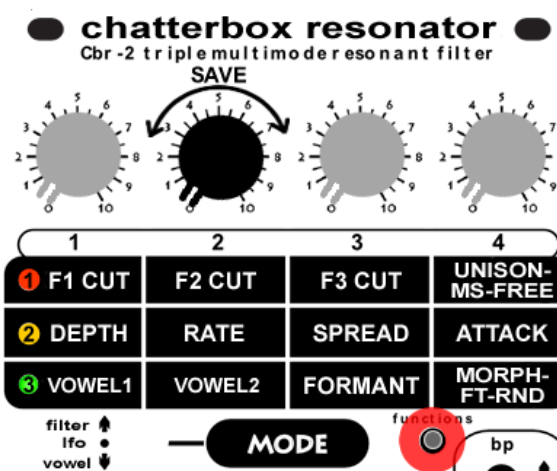 chatterbox resonator
Cbr-2 triple multimode resonant filter
SAVE
0 1 2 3 4 5 6 7 8 9 10
0 1 2 3 4 5 6 7 8 9 10
0 1 2 3 4 5 6 7 8 9 10
0 1 2 3 4 5 6 7 8 9 10
1 2 3 4
1 F1 CUT F2 CUT F3 CUT UNISON-
MS-FREE
2 DEPTH RATE SPREAD ATTACK
3 VOWEL1 VOWEL2 FORMANT MORPH-
FT-RND
filter
lfo
vowel
MODE
functions
bp